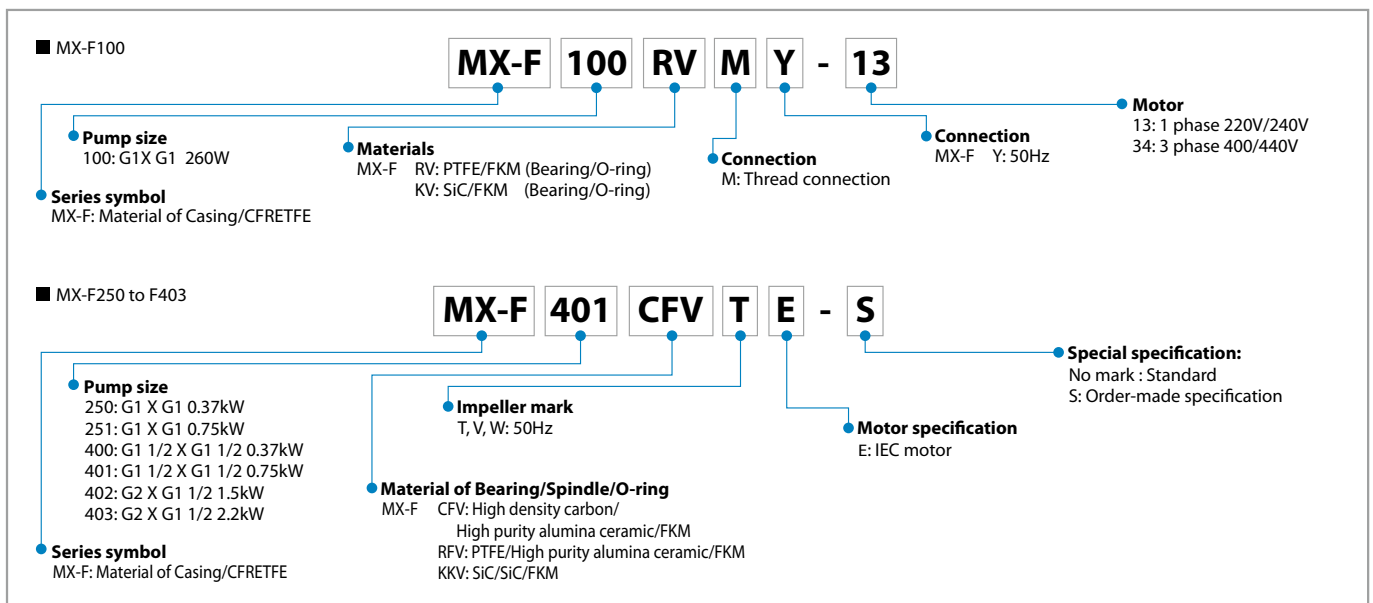 ■ MX-F100
MX-F 100 RV M Y - 13
Pump size
100: G1X G1 260W
Series symbol
MX-F: Material of Casing/CFRETFE
Materials
MX-F RV: PTFE/FKM (Bearing/O-ring)
KV: SiC/FKM (Bearing/O-ring)
Connection
M: Thread connection
Connection
MX-F Y: 50Hz
Motor
13: 1 phase 220V/240V
34: 3 phase 400/440V
■ MX-F250 to F403
MX-F 401 CFV T E - S
Pump size
250: G1 X G1 0.37kW
251: G1 X G1 0.75kW
400: G1 1/2 X G1 1/2 0.37kW
401: G1 1/2 X G1 1/2 0.75kW
402: G2 X G1 1/2 1.5kW
403: G2 X G1 1/2 2.2kW
Series symbol
MX-F: Material of Casing/CFRETFE
Material of Bearing/Spindle/O-ring
MX-F CFV: High density carbon/
High purity alumina ceramic/FKM
RFV: PTFE/High purity alumina ceramic/FKM
KKV: SiC/SiC/FKM
Impeller mark
T, V, W: 50Hz
Motor specification
E: IEC motor
Special specification:
No mark : Standard
S: Order-made specification